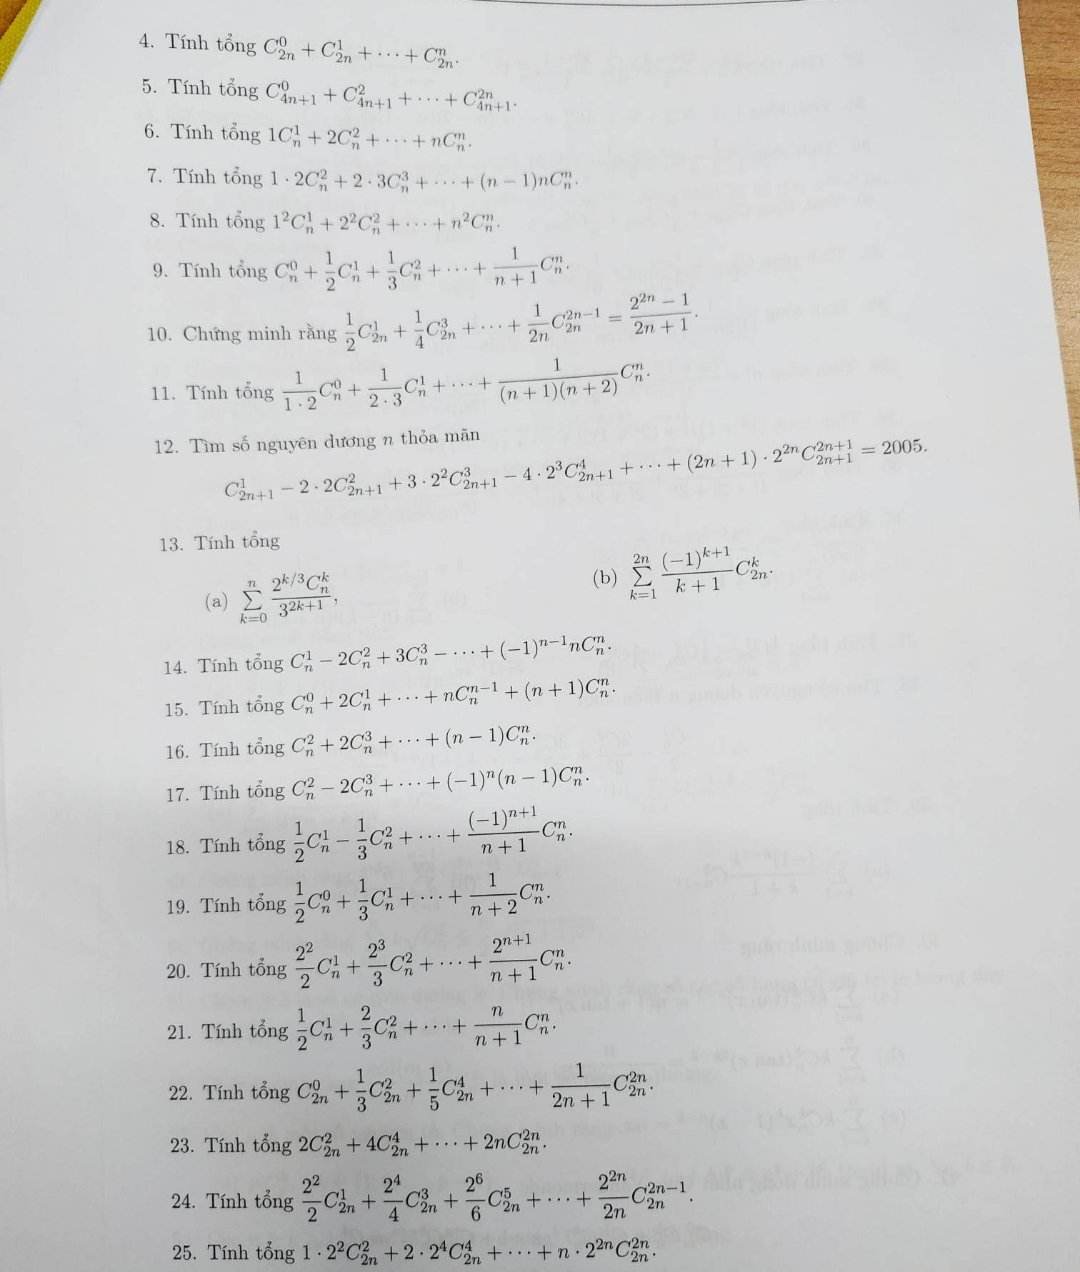 4. Tính tổng $C_{2n}^0 + C_{2n}^1 + \cdots + C_{2n}^n$.
5. Tính tổng $C_{4n+1}^0 + C_{4n+1}^2 + \cdots + C_{4n+1}^{2n}$.
6. Tính tổng $1C_n^1 + 2C_n^2 + \cdots + nC_n^n$.
7. Tính tổng $1 \cdot 2C_n^2 + 2 \cdot 3C_n^3 + \cdots + (n-1)nC_n^n$.
8. Tính tổng $1^2C_n^1 + 2^2C_n^2 + \cdots + n^2C_n^n$.
9. Tính tổng $C_n^0 + \frac{1}{2}C_n^1 + \frac{1}{3}C_n^2 + \cdots + \frac{1}{n+1}C_n^n$.
10. Chứng minh rằng $\frac{1}{2}C_{2n}^1 + \frac{1}{4}C_{2n}^3 + \cdots + \frac{1}{2n}C_{2n}^{2n-1} = \frac{2^{2n}-1}{2n+1}$.
11. Tính tổng $\frac{1}{1 \cdot 2}C_n^0 + \frac{1}{2 \cdot 3}C_n^1 + \cdots + \frac{1}{(n+1)(n+2)}C_n^n$.
12. Tìm số nguyên dương $n$ thỏa mãn
$C_{2n+1}^1 - 2 \cdot 2C_{2n+1}^2 + 3 \cdot 2^2C_{2n+1}^3 - 4 \cdot 2^3C_{2n+1}^4 + \cdots + (2n+1) \cdot 2^{2n}C_{2n+1}^{2n+1} = 2005$.
13. Tính tổng
(a) $\sum_{k=0}^{n} \frac{2^{k/3}C_n^k}{3^{2k+1}}$, (b) $\sum_{k=1}^{2n} \frac{(-1)^{k+1}}{k+1}C_{2n}^k$.
14. Tính tổng $C_n^1 - 2C_n^2 + 3C_n^3 - \cdots + (-1)^{n-1}nC_n^n$.
15. Tính tổng $C_n^0 + 2C_n^1 + \cdots + nC_n^{n-1} + (n+1)C_n^n$.
16. Tính tổng $C_n^2 + 2C_n^3 + \cdots + (n-1)C_n^n$.
17. Tính tổng $C_n^2 - 2C_n^3 + \cdots + (-1)^n(n-1)C_n^n$.
18. Tính tổng $\frac{1}{2}C_n^1 - \frac{1}{3}C_n^2 + \cdots + \frac{(-1)^{n+1}}{n+1}C_n^n$.
19. Tính tổng $\frac{1}{2}C_n^0 + \frac{1}{3}C_n^1 + \cdots + \frac{1}{n+2}C_n^n$.
20. Tính tổng $\frac{2^2}{2}C_n^1 + \frac{2^3}{3}C_n^2 + \cdots + \frac{2^{n+1}}{n+1}C_n^n$.
21. Tính tổng $\frac{1}{2}C_n^1 + \frac{2}{3}C_n^2 + \cdots + \frac{n}{n+1}C_n^n$.
22. Tính tổng $C_{2n}^0 + \frac{1}{3}C_{2n}^2 + \frac{1}{5}C_{2n}^4 + \cdots + \frac{1}{2n+1}C_{2n}^{2n}$.
23. Tính tổng $2C_{2n}^2 + 4C_{2n}^4 + \cdots + 2nC_{2n}^{2n}$.
24. Tính tổng $\frac{2^2}{2}C_{2n}^1 + \frac{2^4}{4}C_{2n}^3 + \frac{2^6}{6}C_{2n}^5 + \cdots + \frac{2^{2n}}{2n}C_{2n}^{2n-1}$.
25. Tính tổng $1 \cdot 2^2C_{2n}^2 + 2 \cdot 2^4C_{2n}^4 + \cdots + n \cdot 2^{2n}C_{2n}^{2n}$.